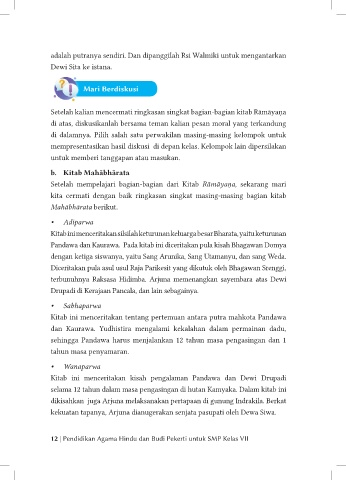 adalah putranya sendiri. Dan dipanggilah Rsi Walmiki untuk mengantarkan
Dewi Sita ke istana.
Mari Berdiskusi
Setelah kalian mencermati ringkasan singkat bagian-bagian kitab Rāmāyaṇa
di atas, diskusikanlah bersama teman kalian pesan moral yang terkandung
di dalamnya. Pilih salah satu perwakilan masing-masing kelompok untuk
mempresentasikan hasil diskusi di depan kelas. Kelompok lain dipersilakan
untuk memberi tanggapan atau masukan.
b. Kitab Mahābhārata
Setelah mempelajari bagian-bagian dari Kitab Rāmāyaṇa, sekarang mari
kita cermati dengan baik ringkasan singkat masing-masing bagian kitab
Mahābhārata berikut.
• Adiparwa
Kitab ini menceritakan silsilah keturunan keluarga besar Bharata, yaitu keturunan
Pandawa dan Kaurawa. Pada kitab ini diceritakan pula kisah Bhagawan Domya
dengan ketiga siswanya, yaitu Sang Arunika, Sang Utamanyu, dan sang Weda.
Diceritakan pula asul usul Raja Parikesit yang dikutuk oleh Bhagawan Srenggi,
terbunuhnya Raksasa Hidimba. Arjuna memenangkan sayembara atas Dewi
Drupadi di Kerajaan Pancala, dan lain sebagainya.
• Sabhaparwa
Kitab ini menceritakan tentang pertemuan antara putra mahkota Pandawa
dan Kaurawa. Yudhistira mengalami kekalahan dalam permainan dadu,
sehingga Pandawa harus menjalankan 12 tahun masa pengasingan dan 1
tahun masa penyamaran.
• Wanaparwa
Kitab ini menceritakan kisah pengalaman Pandawa dan Dewi Drupadi
selama 12 tahun dalam masa pengasingan di hutan Kamyaka. Dalam kitab ini
dikisahkan juga Arjuna melaksanakan pertapaan di gunung Indrakila. Berkat
kekuatan tapanya, Arjuna dianugerakan senjata pasupati oleh Dewa Siwa.
12 | Pendidikan Agama Hindu dan Budi Pekerti untuk SMP Kelas VII